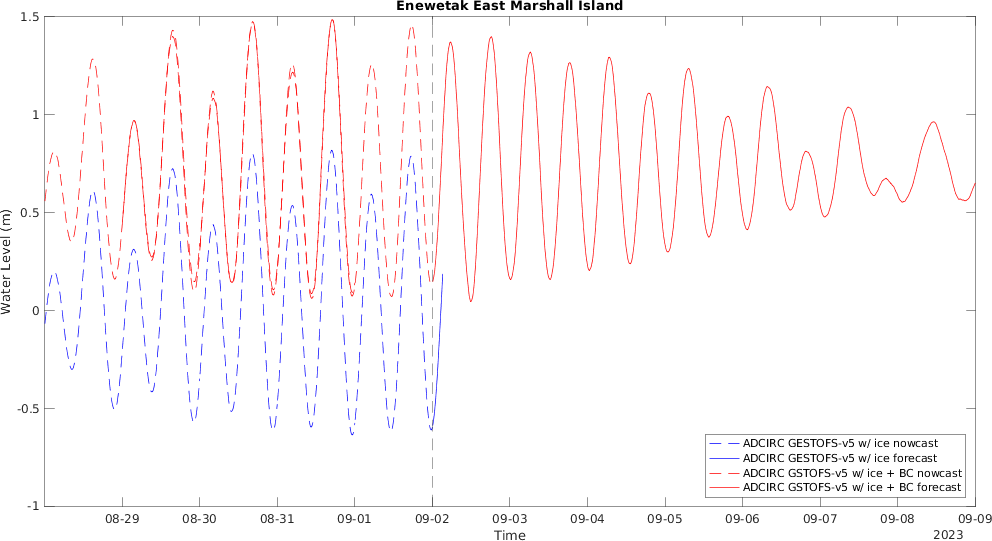 Enewetak East Marshall Island
1.5
1
0.5
0
-0.5
-1
Water Level (m)
08-29 08-30 08-31 09-01 09-02 09-03 09-04 09-05 09-06 09-07 09-08 09-09
Time
2023
ADCIRC GESTOFS-v5 w/ ice nowcast
ADCIRC GESTOFS-v5 w/ ice forecast
ADCIRC GSTOFS-v5 w/ ice + BC nowcast
ADCIRC GSTOFS-v5 w/ ice + BC forecast